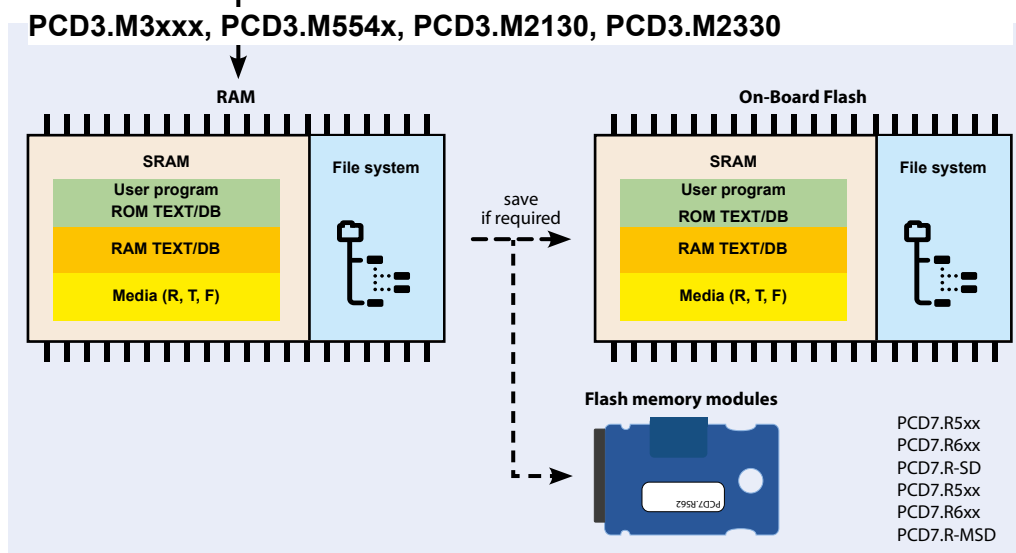 PCD3.M3xxx, PCD3.M554x, PCD3.M2130, PCD3.M2330
RAM
SRAM
File system
User program
ROM TEXT/DB
RAM TEXT/DB
Media (R, T, F)
save
if required
On-Board Flash
SRAM
File system
User program
ROM TEXT/DB
RAM TEXT/DB
Media (R, T, F)
Flash memory modules
PCD7.R562
PCD7.R5xx
PCD7.R6xx
PCD7.R-SD
PCD7.R5xx
PCD7.R6xx
PCD7.R-MSD